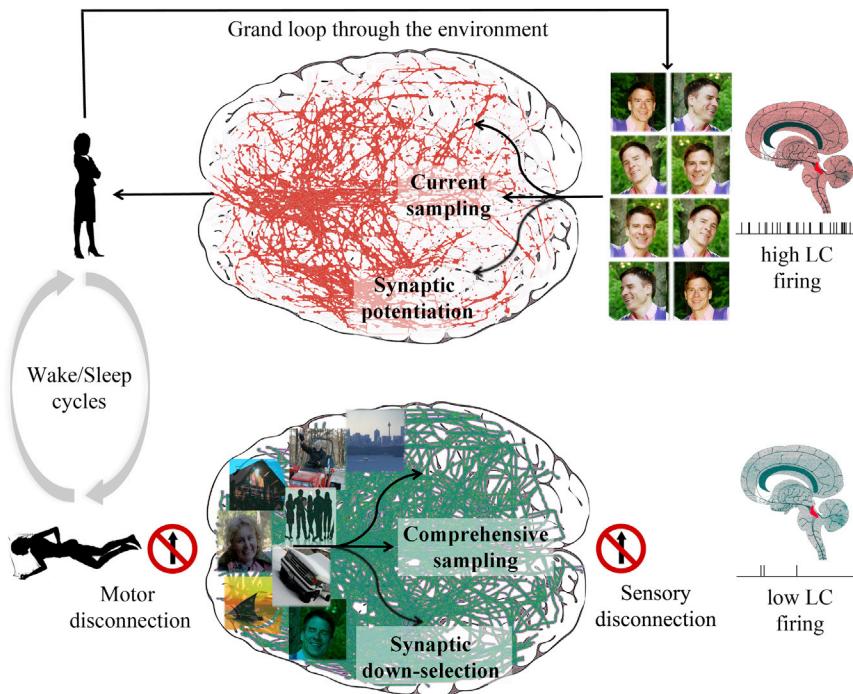 Grand loop through the environment
Current
sampling
Synaptic
potentiation
high LC
firing
Wake/Sleep
cycles
Comprehensive
sampling
Motor
disconnection
Sensory
disconnection
low LC
firing
Synaptic
down-selection